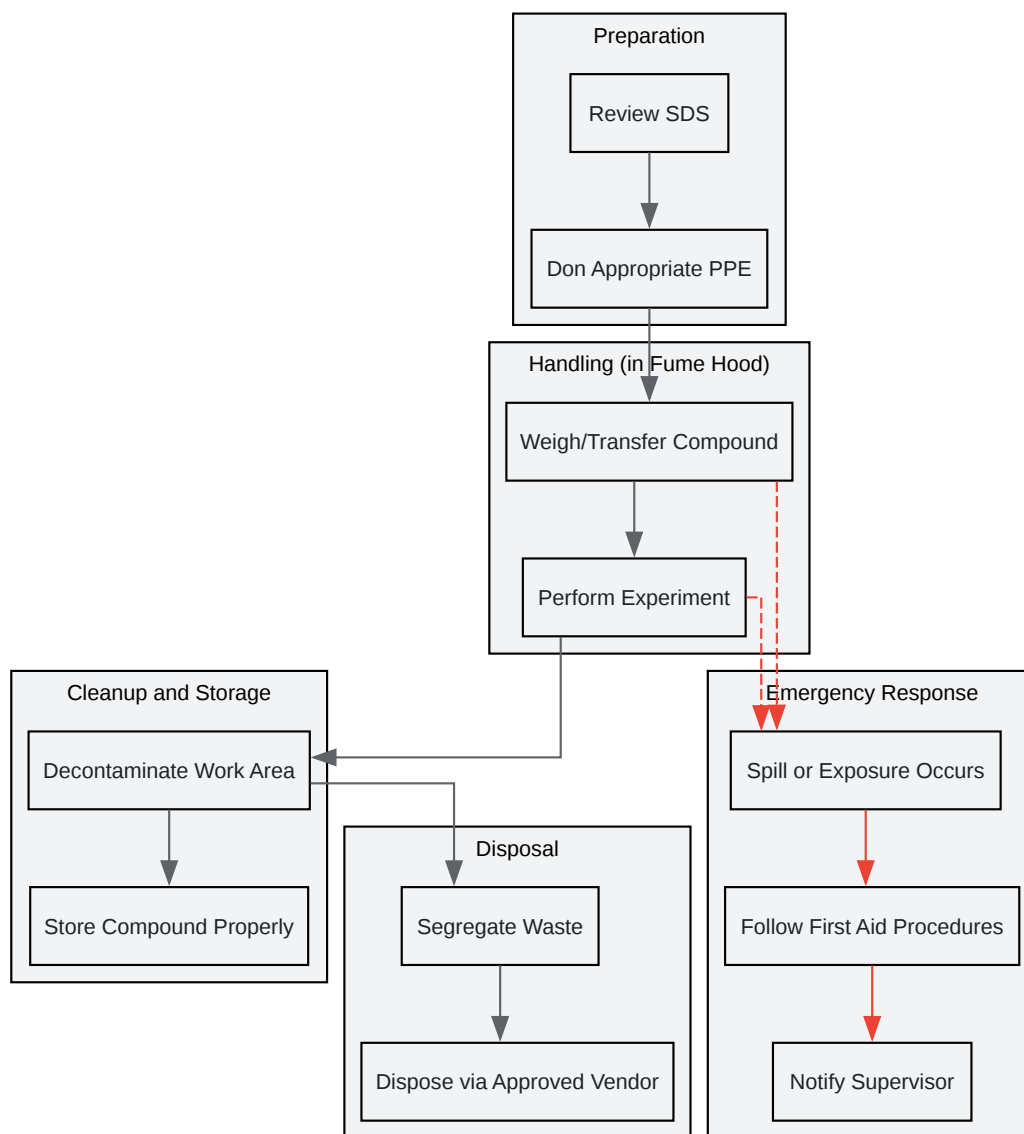 Preparation
Review SDS
Don Appropriate PPE
Handling (in Fume Hood)
Weigh/Transfer Compound
Perform Experiment
Cleanup and Storage
Decontaminate Work Area
Store Compound Properly
Disposal
Segregate Waste
Dispose via Approved Vendor
Emergency Response
Spill or Exposure Occurs
Follow First Aid Procedures
Notify Supervisor